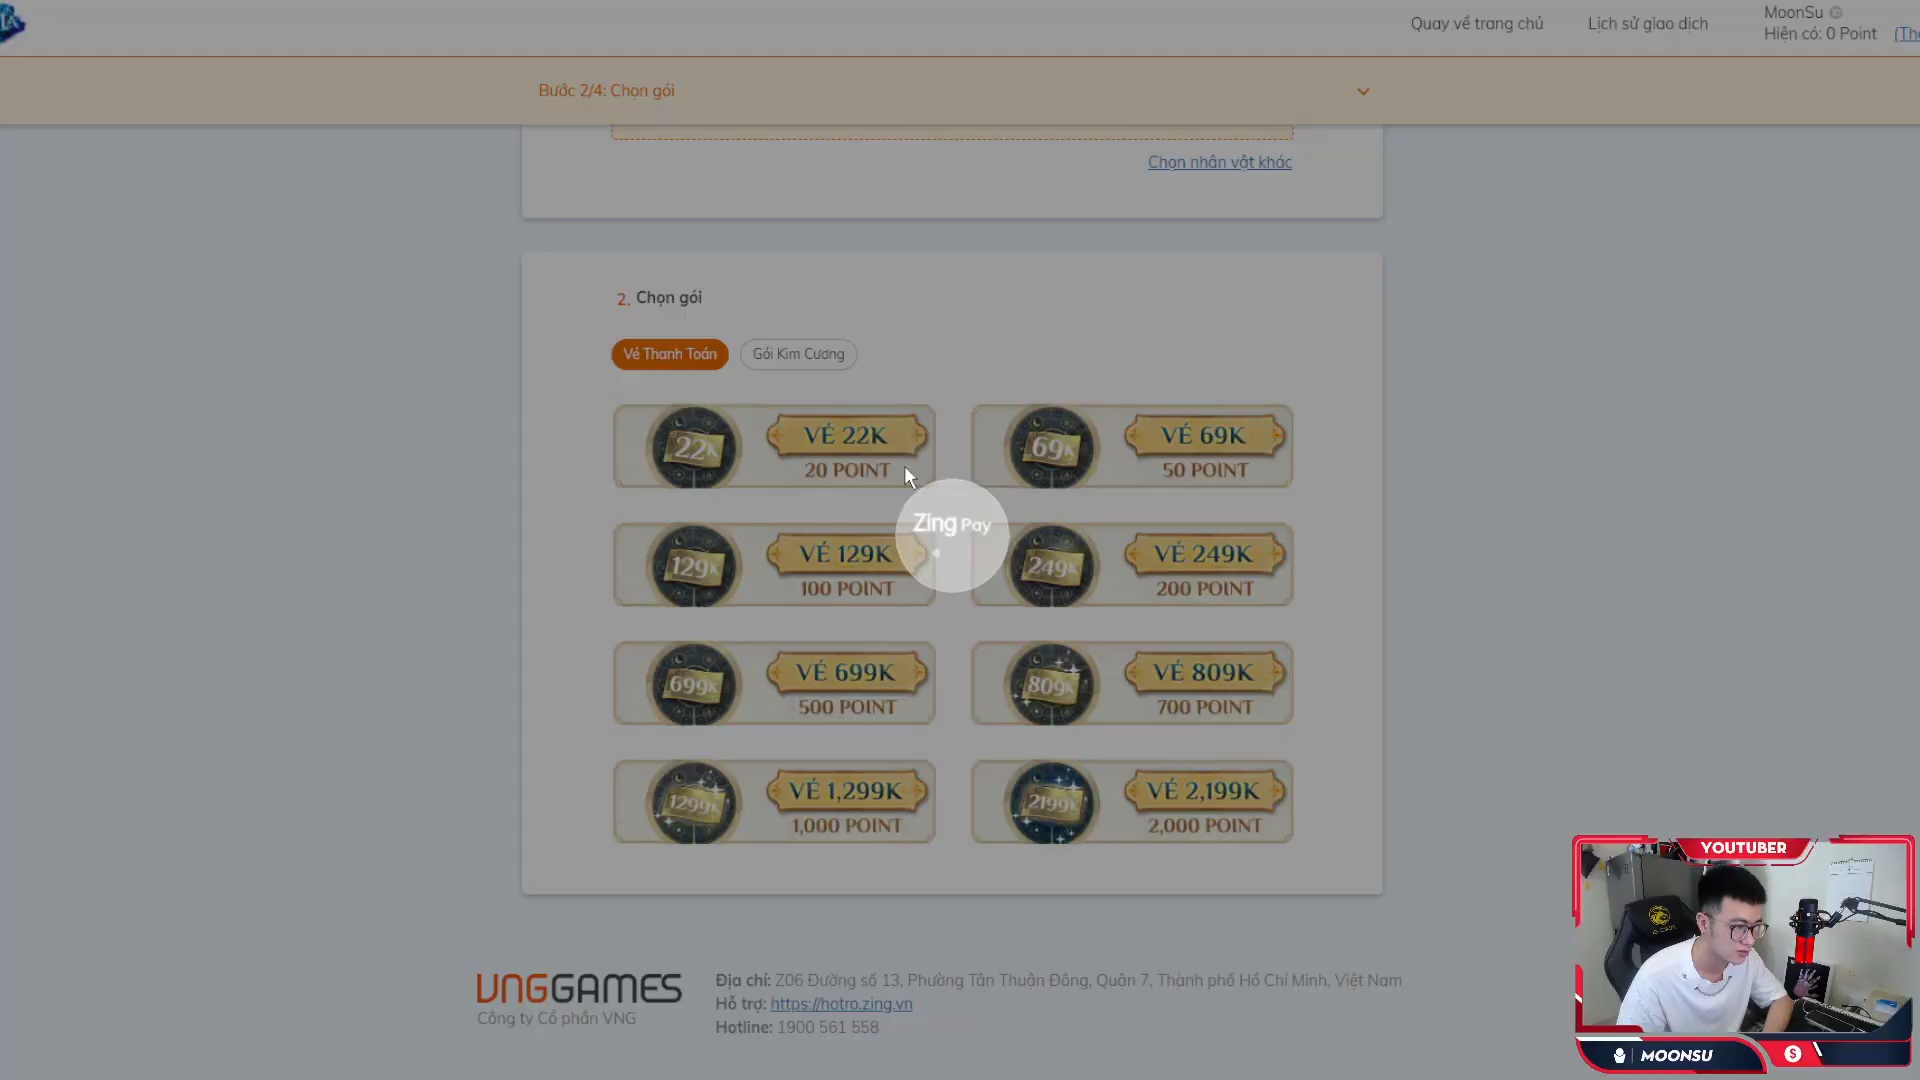 Quay về trang chủ
Lịch sử giao dịch
MoonSu
Hiện có: 0 Point
Bước 2/4: Chọn gói
Chọn nhân vật khác
2. Chọn gói
Vé Thanh Toán
Gói Kim Cương
22K
VÉ 22K
20 POINT
69K
VÉ 69K
50 POINT
Zing Pay
129K
VÉ 129K
100 POINT
249K
VÉ 249K
200 POINT
699K
VÉ 699K
500 POINT
809K
VÉ 809K
700 POINT
1299K
VÉ 1,299K
1,000 POINT
2199K
VÉ 2,199K
2,000 POINT
YOUTUBER
VNGGAMES
Công ty Cổ phần VNG
Địa chỉ: Z06 Đường số 13, Phường Tân Thuận Đông, Quận 7, Thành phố Hồ Chí Minh, Việt Nam
Hỗ trợ: https://hotro.zing.vn
Hotline: 1900 561 558
MOONSU
$